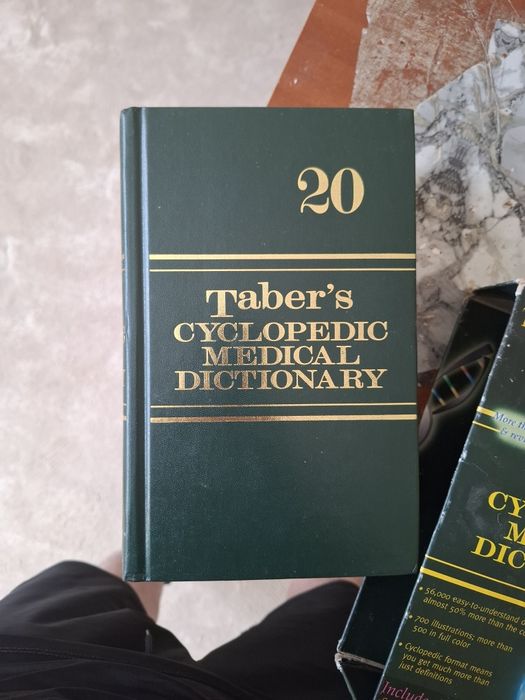 20
Taber's
CYCLOPEDIC
MEDICAL
DICTIONARY
More
&
CY
M
DIC
• 56,000 easy-to-understand
almost 50% more than the
• 700 illustrations; more
than 500 in full color
• Cyclopedic format means
you get much more than
just definitions